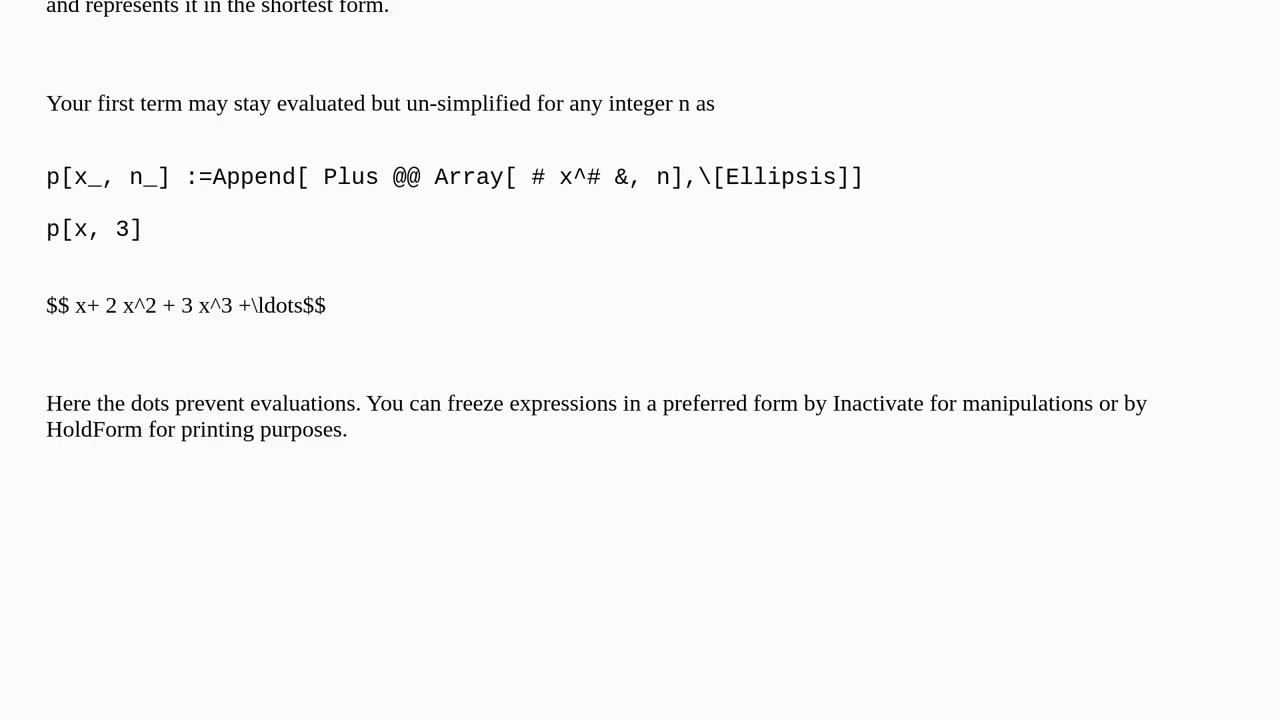 and represents it in the shortest form.
Your first term may stay evaluated but un-simplified for any integer n as
p[x_, n_] :=Append[ Plus @@ Array[ # x^# &, n],\[Ellipsis]]
p[x, 3]
$$ x+ 2 x^2 + 3 x^3 +\ldots$$
Here the dots prevent evaluations. You can freeze expressions in a preferred form by Inactivate for manipulations or by
HoldForm for printing purposes.